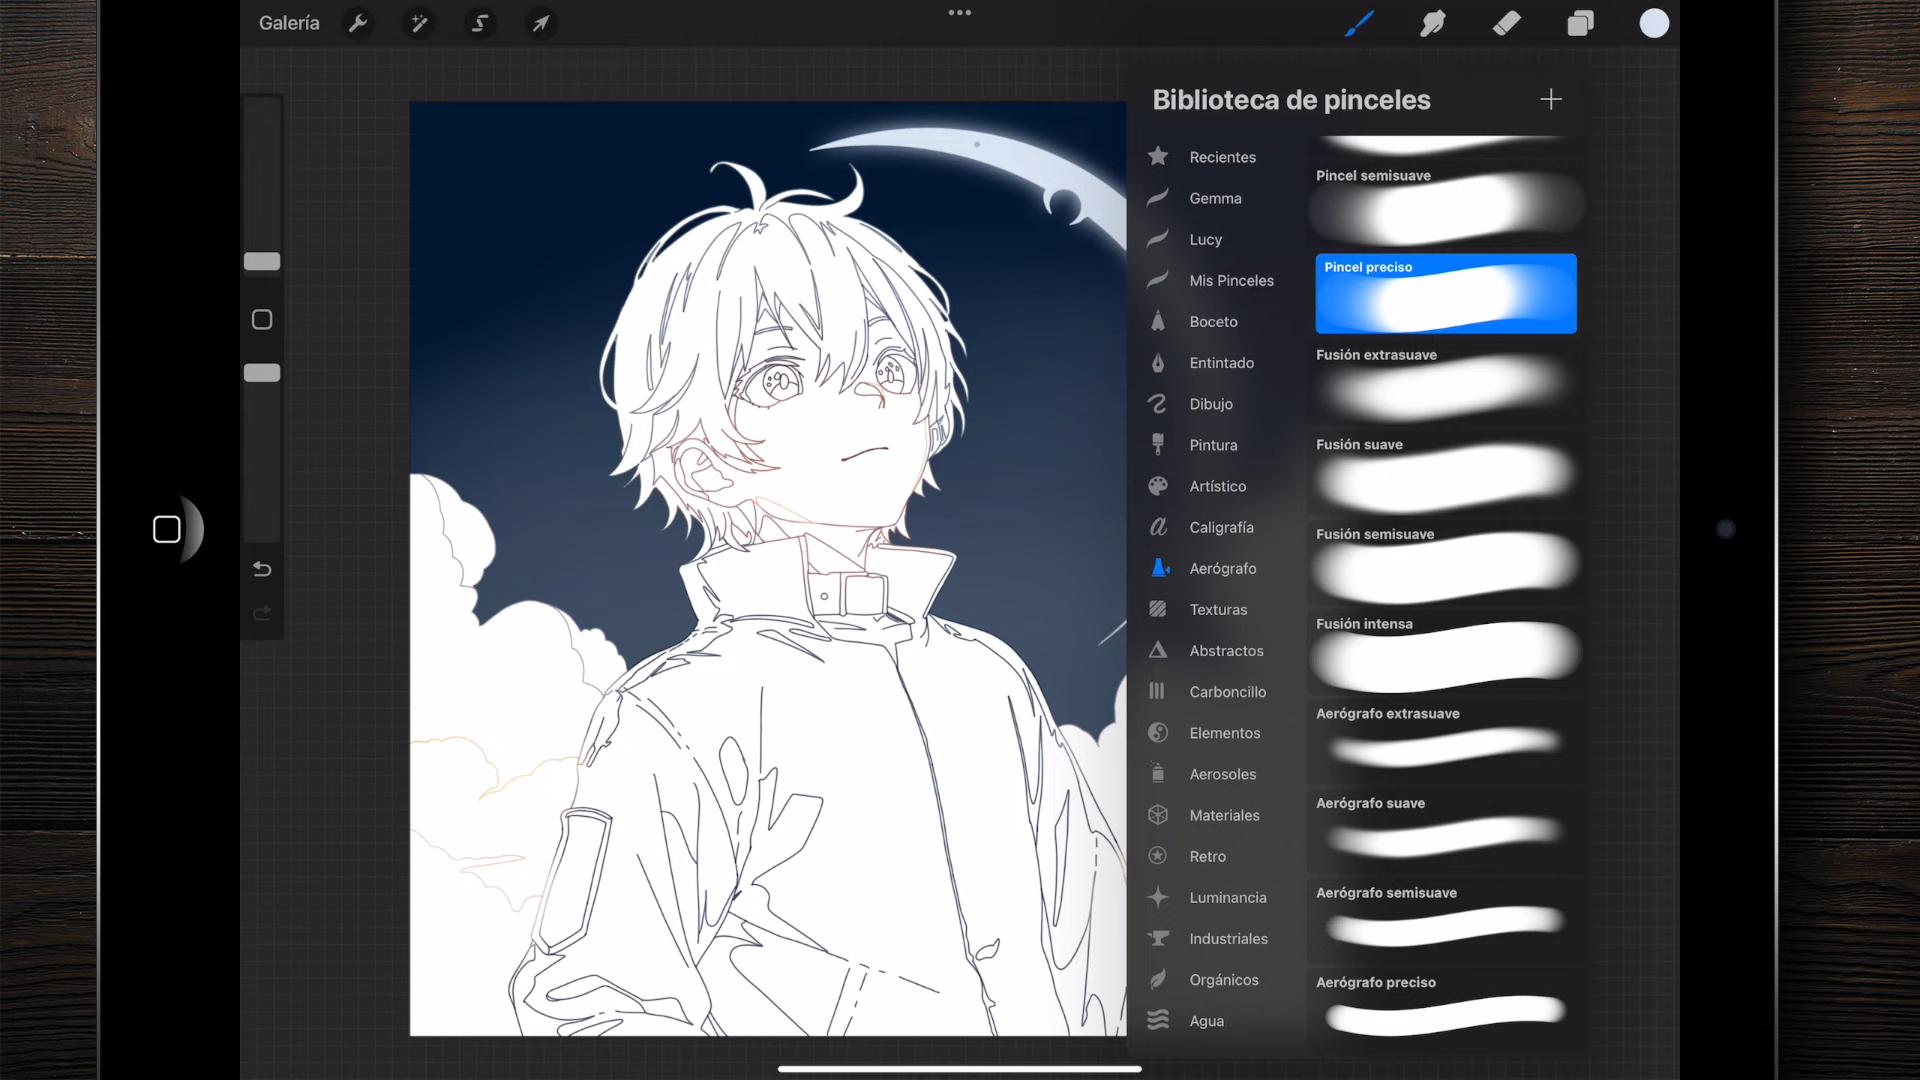 Galería
Biblioteca de pinceles
Recientes
Gemma
Lucy
Mis Pinceles
Boceto
Entintado
Dibujo
Pintura
Artístico
Caligrafía
Aerógrafo
Texturas
Abstractos
Carboncillo
Elementos
Aerosoles
Materiales
Retro
Luminancia
Industriales
Orgánicos
Agua
Pincel semisuave
Pincel preciso
Fusión extrasuave
Fusión suave
Fusión semisuave
Fusión intensa
Aerógrafo extrasuave
Aerógrafo suave
Aerógrafo semisuave
Aerógrafo preciso